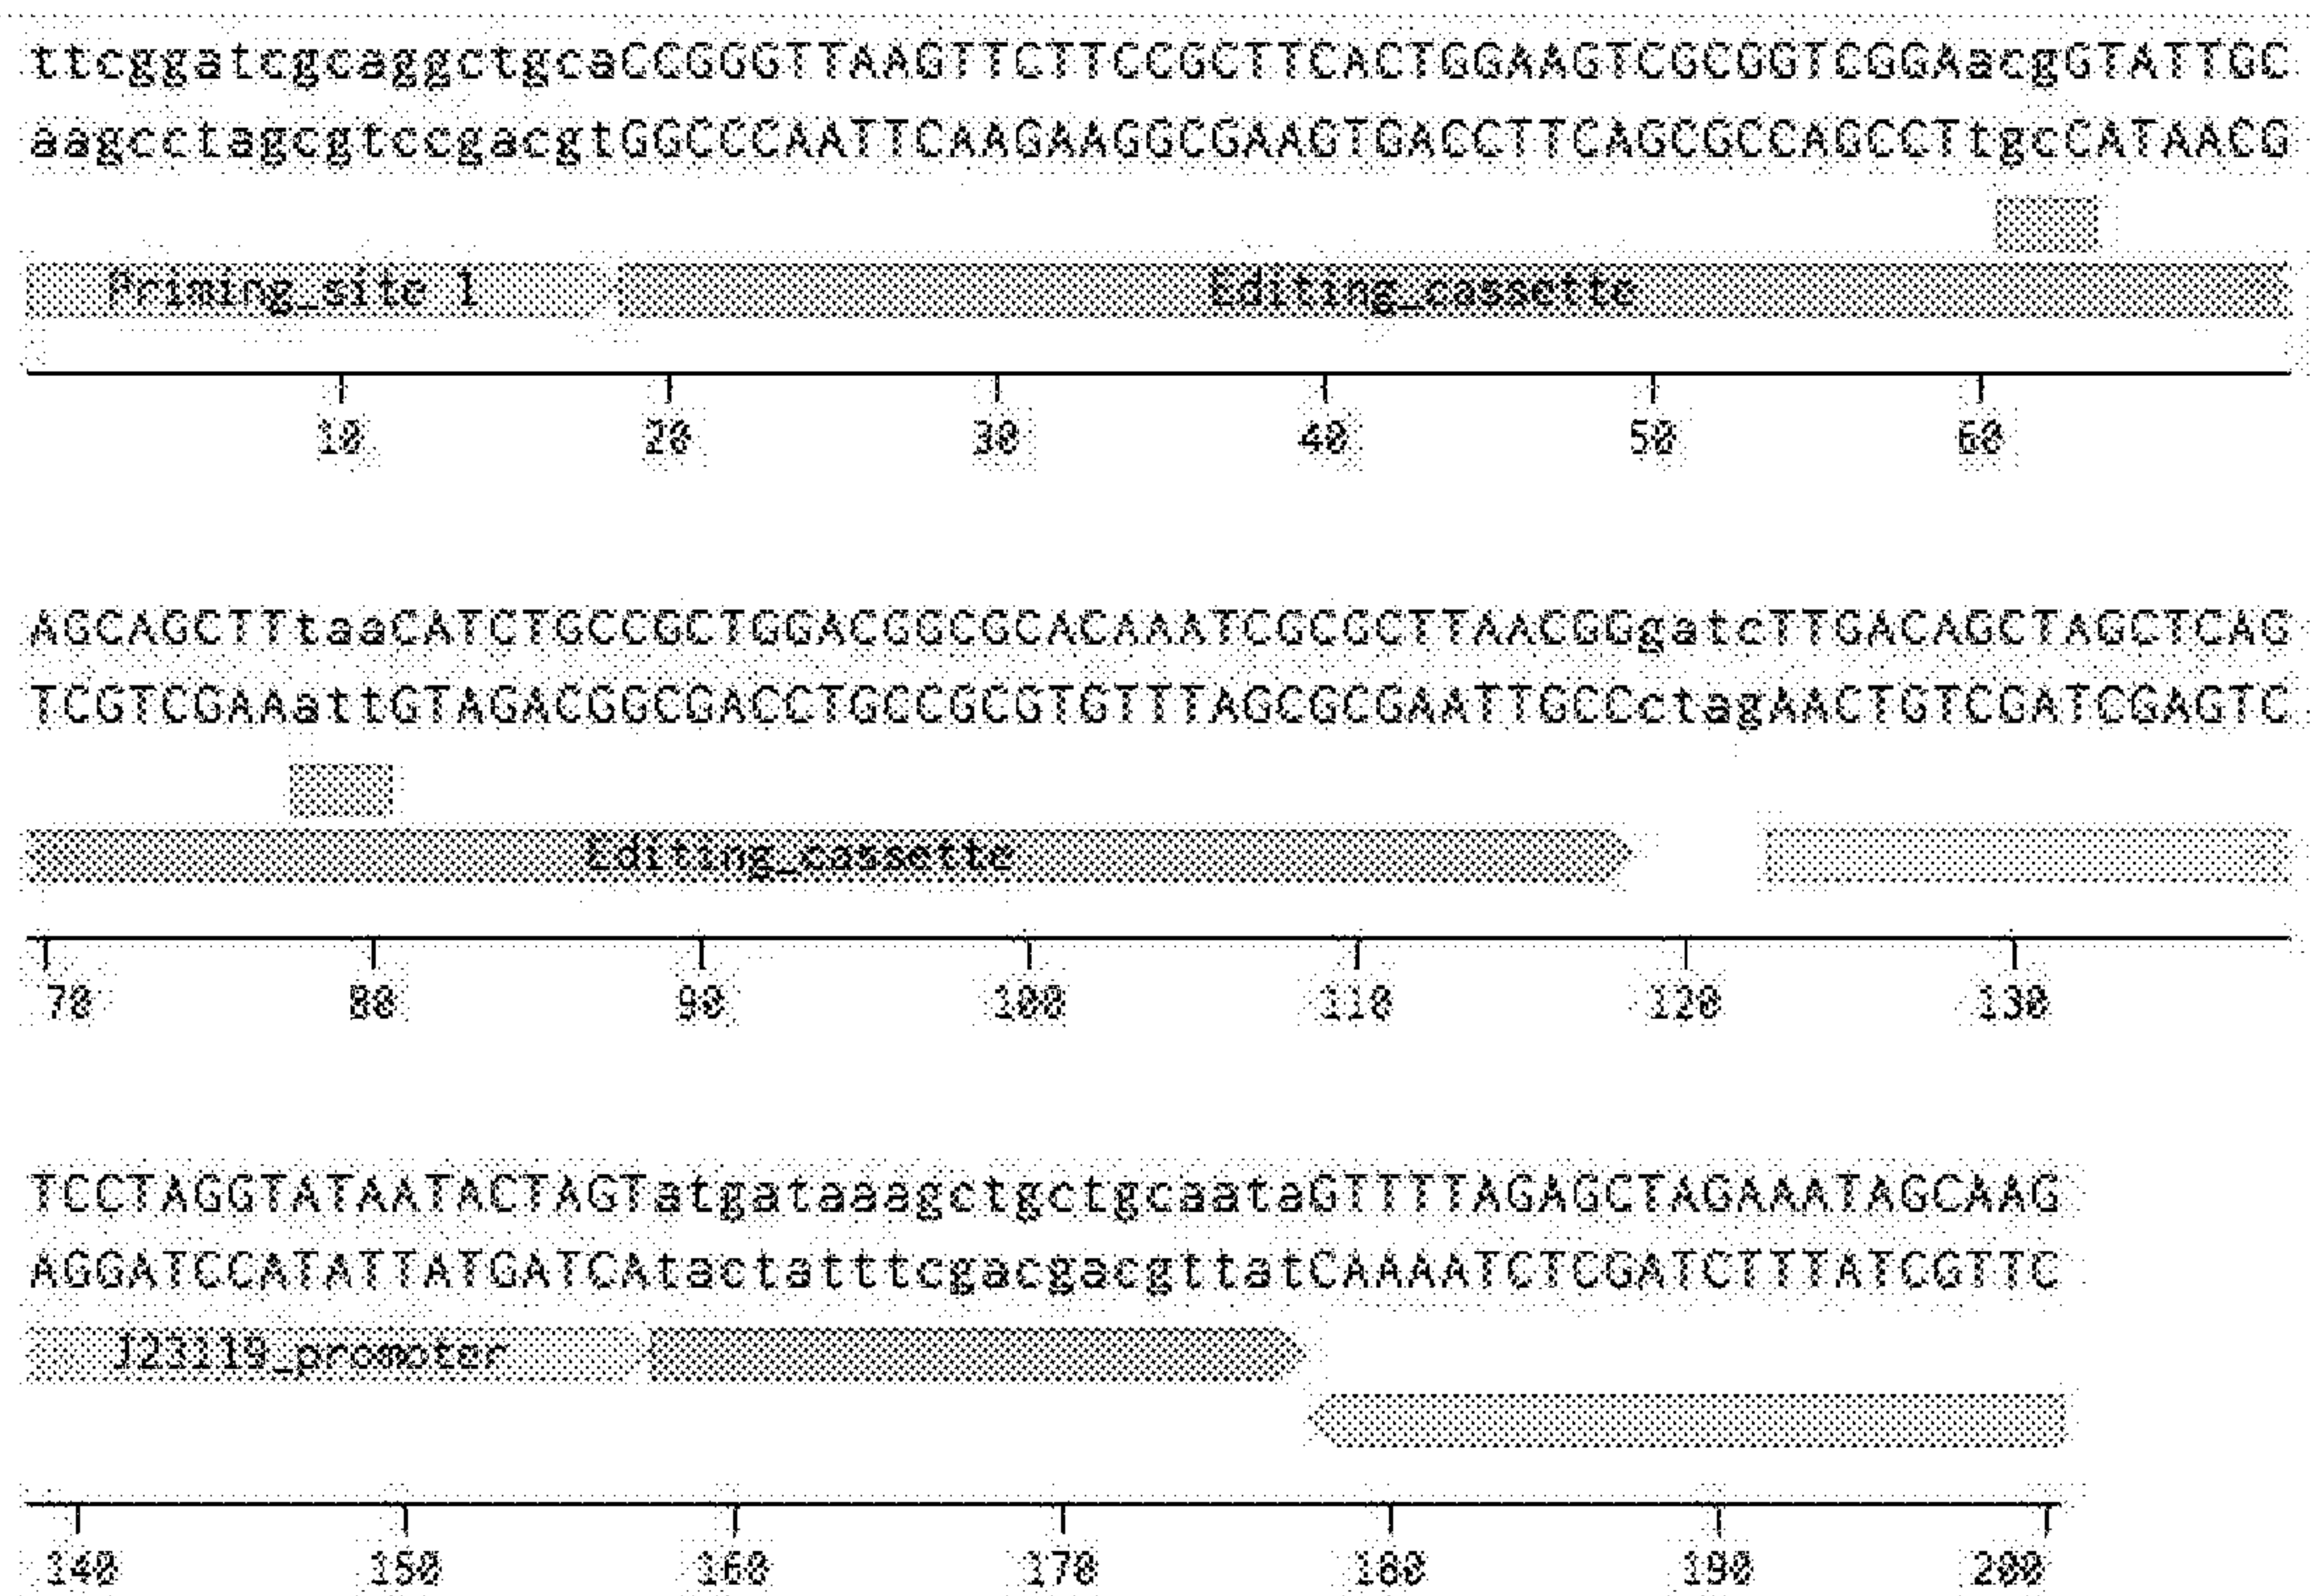 ttcggatcgcaggctgcaCCGGGTTAAGTTCTTCCGCTTCACTGGAAGTCGCGGTCGGAacgGTATTGC
aagcctagcgtccgacgtGGCCCAATTCAAGAAGGCGAAGTGACCTTCAGCGCCAGCCTtgcCATAACG
Priming_site 1 Editing_cassette
10 20 30 40 50 60
AGCAGCTTtaaCATCTGCCGCTGGACGGCGCACAAATCGCGCTTAACGGgatcTTGACAGCTAGCTCAG
TCGTCGAAattGTAGACGGCGACCTGCCGCGTGTTTAGCGCGAATTGCCctagAACTGTCGATCGAGTC
Editing_cassette
70 80 90 100 110 120 130
TCCTAGGTATAATACTAGTatgataaagctgctgcaataGTTTTAGAGCTAGAAATAGCAAG
AGGATCCATATTATGATCAtactatttcgacgacgttatCAAAATCTCGATCTTTATCGTTC
J23119_promoter
140 150 160 170 180 190 200